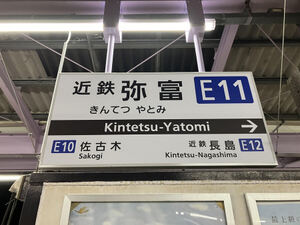 近鉄 弥富 E11
きんてつ やとみ
Kintetsu-Yatomi →
E10 佐古木 近鉄 長島 E12
Sakogi Kintetsu-Nagashima